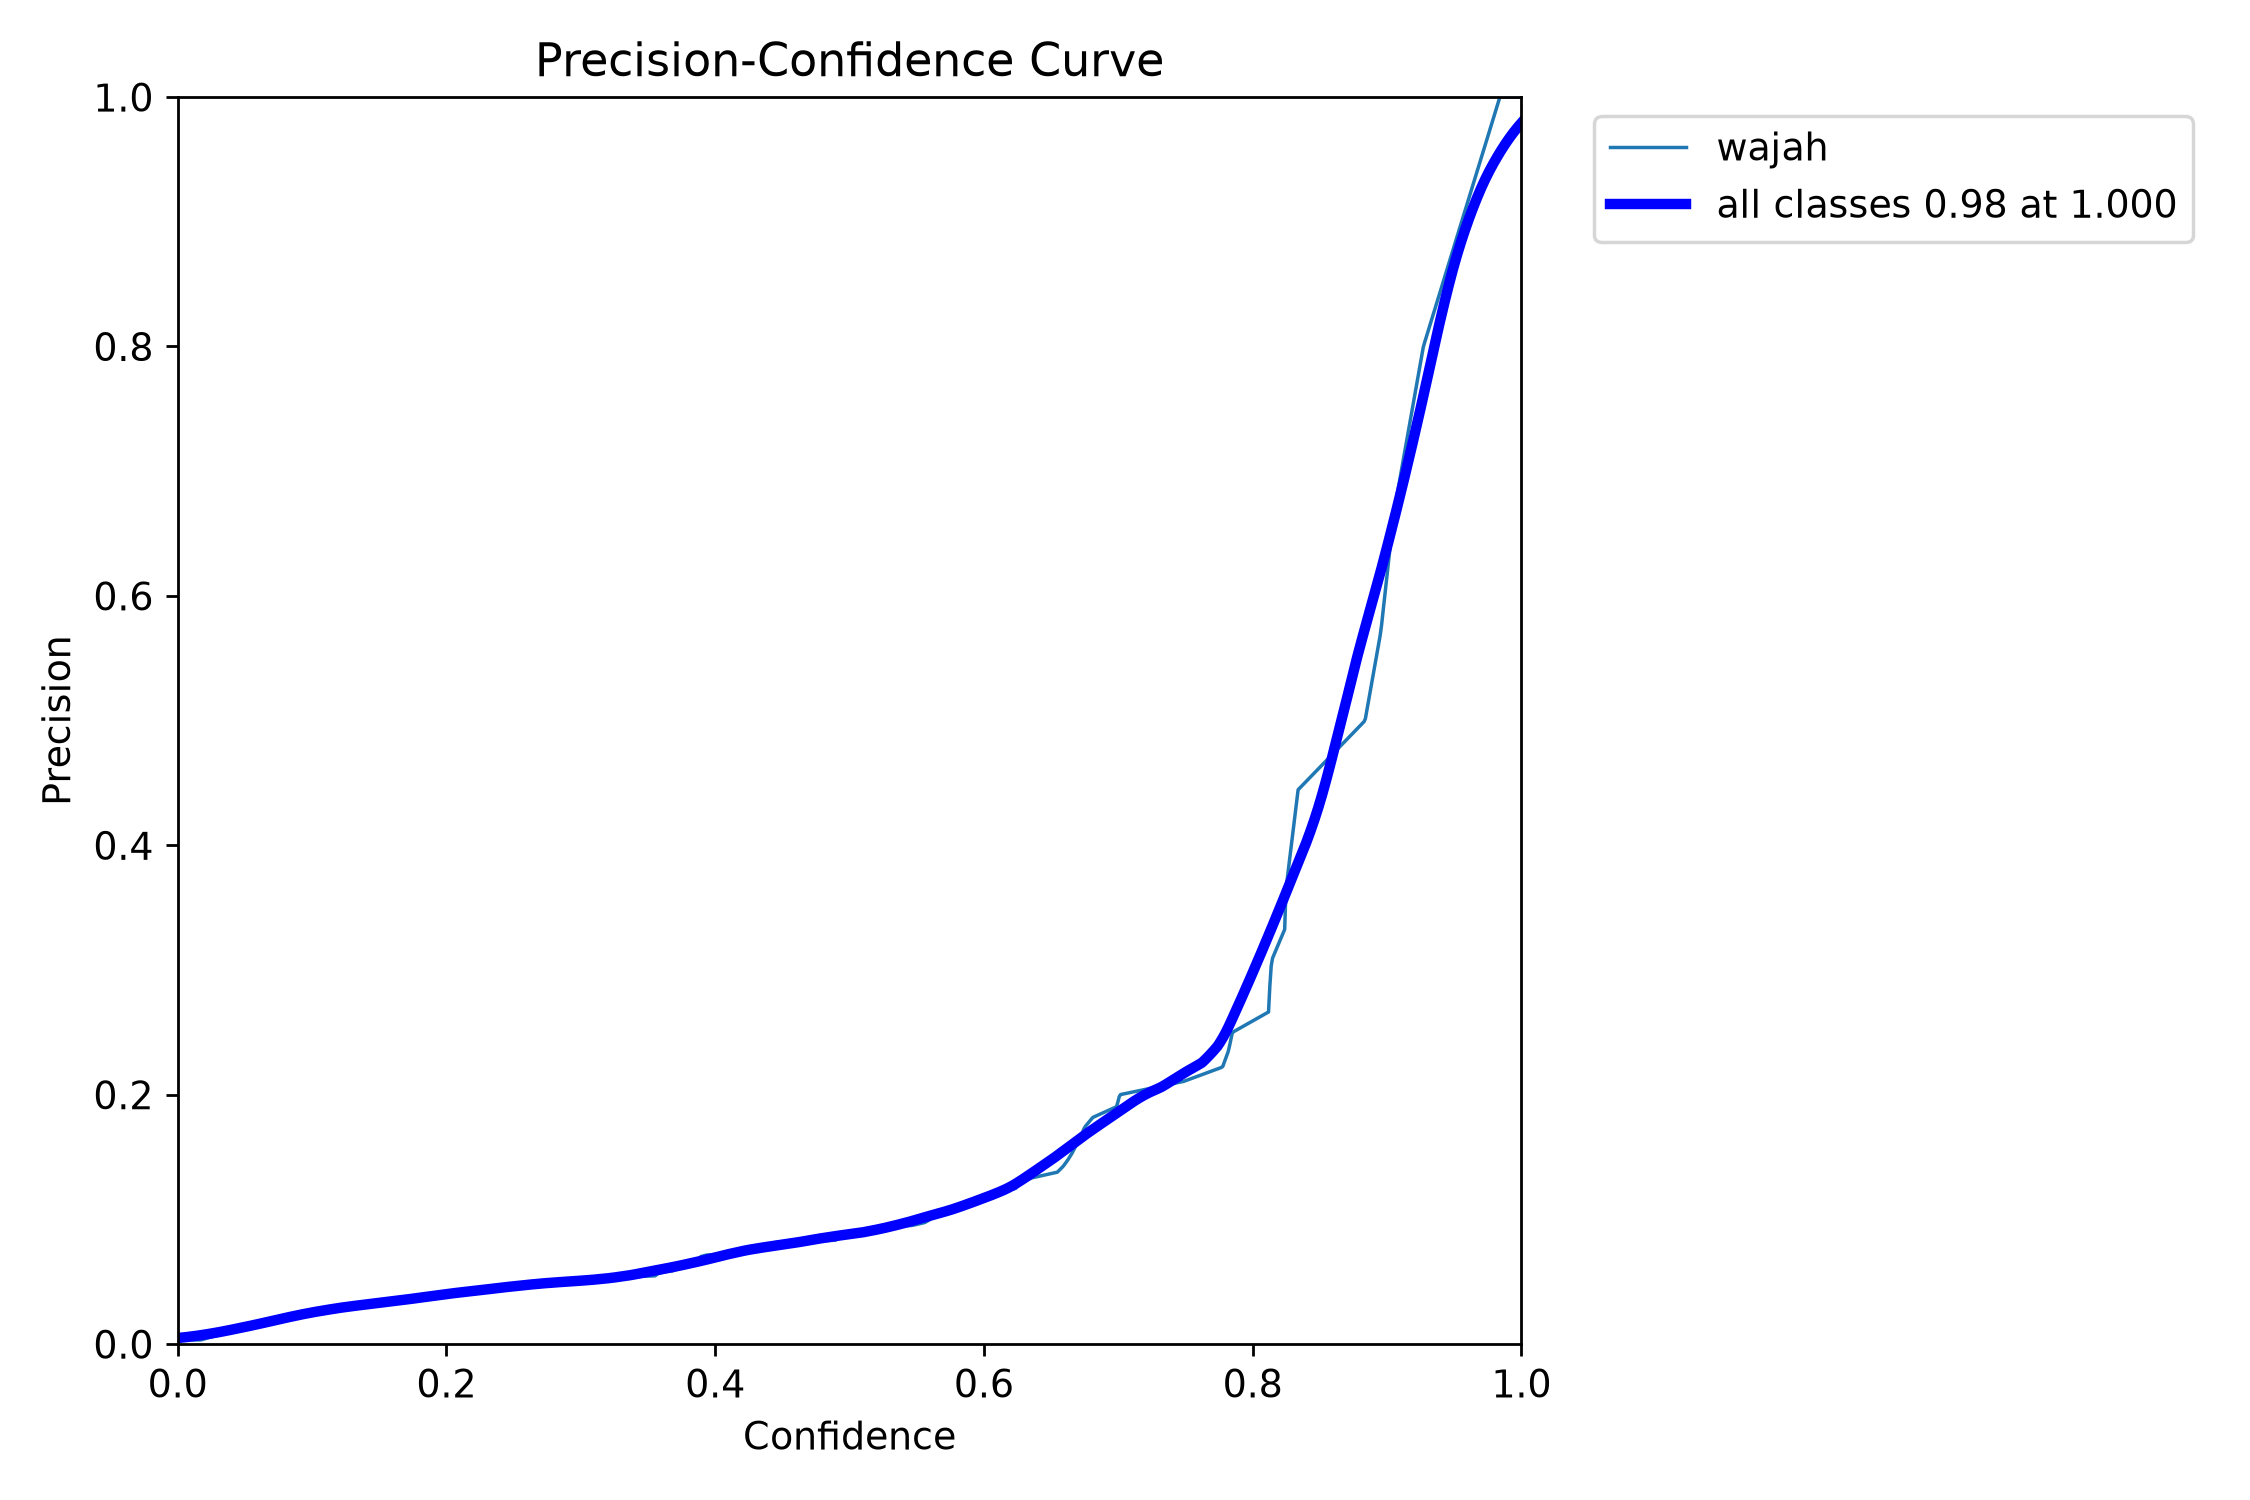 Precision-Confidence Curve
1.0
0.8
0.6
0.4
0.2
0.0
Precision
0.0 0.2 0.4 0.6 0.8 1.0
Confidence
wajah
all classes 0.98 at 1.000